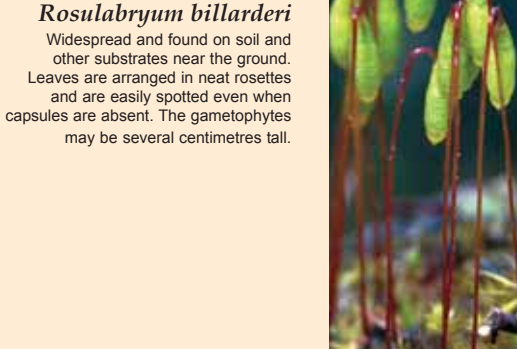 Rosulabryum billarderi
Widespread and found on soil and
other substrates near the ground.
Leaves are arranged in neat rosettes
and are easily spotted even when
capsules are absent. The gametophytes
may be several centimetres tall.